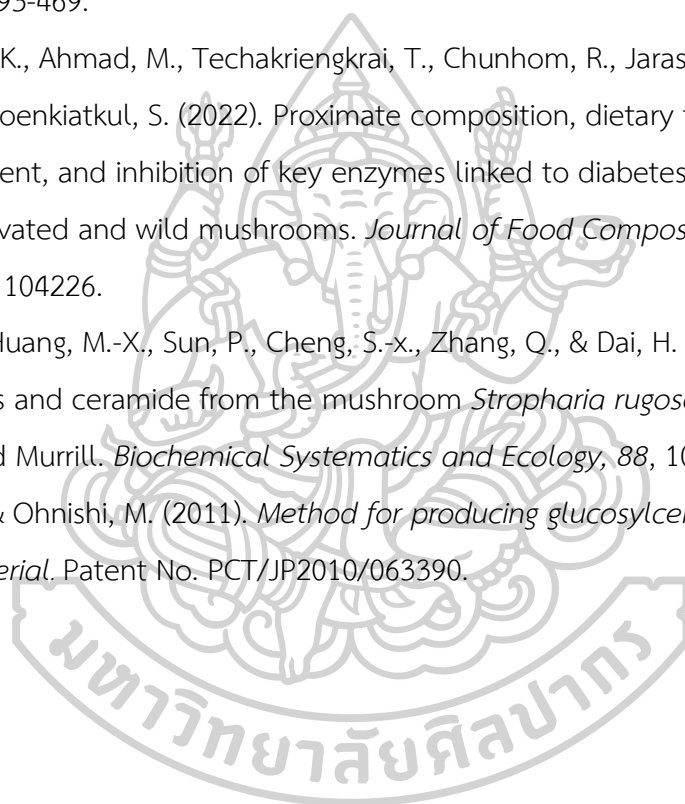 93-469.
K., Ahmad, M., Techakriengkrai, T., Chunhom, R., Jaras
oenkiatkul, S. (2022). Proximate composition, dietary
ent, and inhibition of key enzymes linked to diabetes
vated and wild mushrooms. Journal of Food Compos
104226.
Huang, M.-X., Sun, P., Cheng, S.-x., Zhang, Q., & Dai, H.
s and ceramide from the mushroom Stropharia rugos
d Murrill. Biochemical Systematics and Ecology, 88, 10
& Ohnishi, M. (2011). Method for producing glucosylce
erial. Patent No. PCT/JP2010/063390.
มหาวิทยาลัยศิลปากร